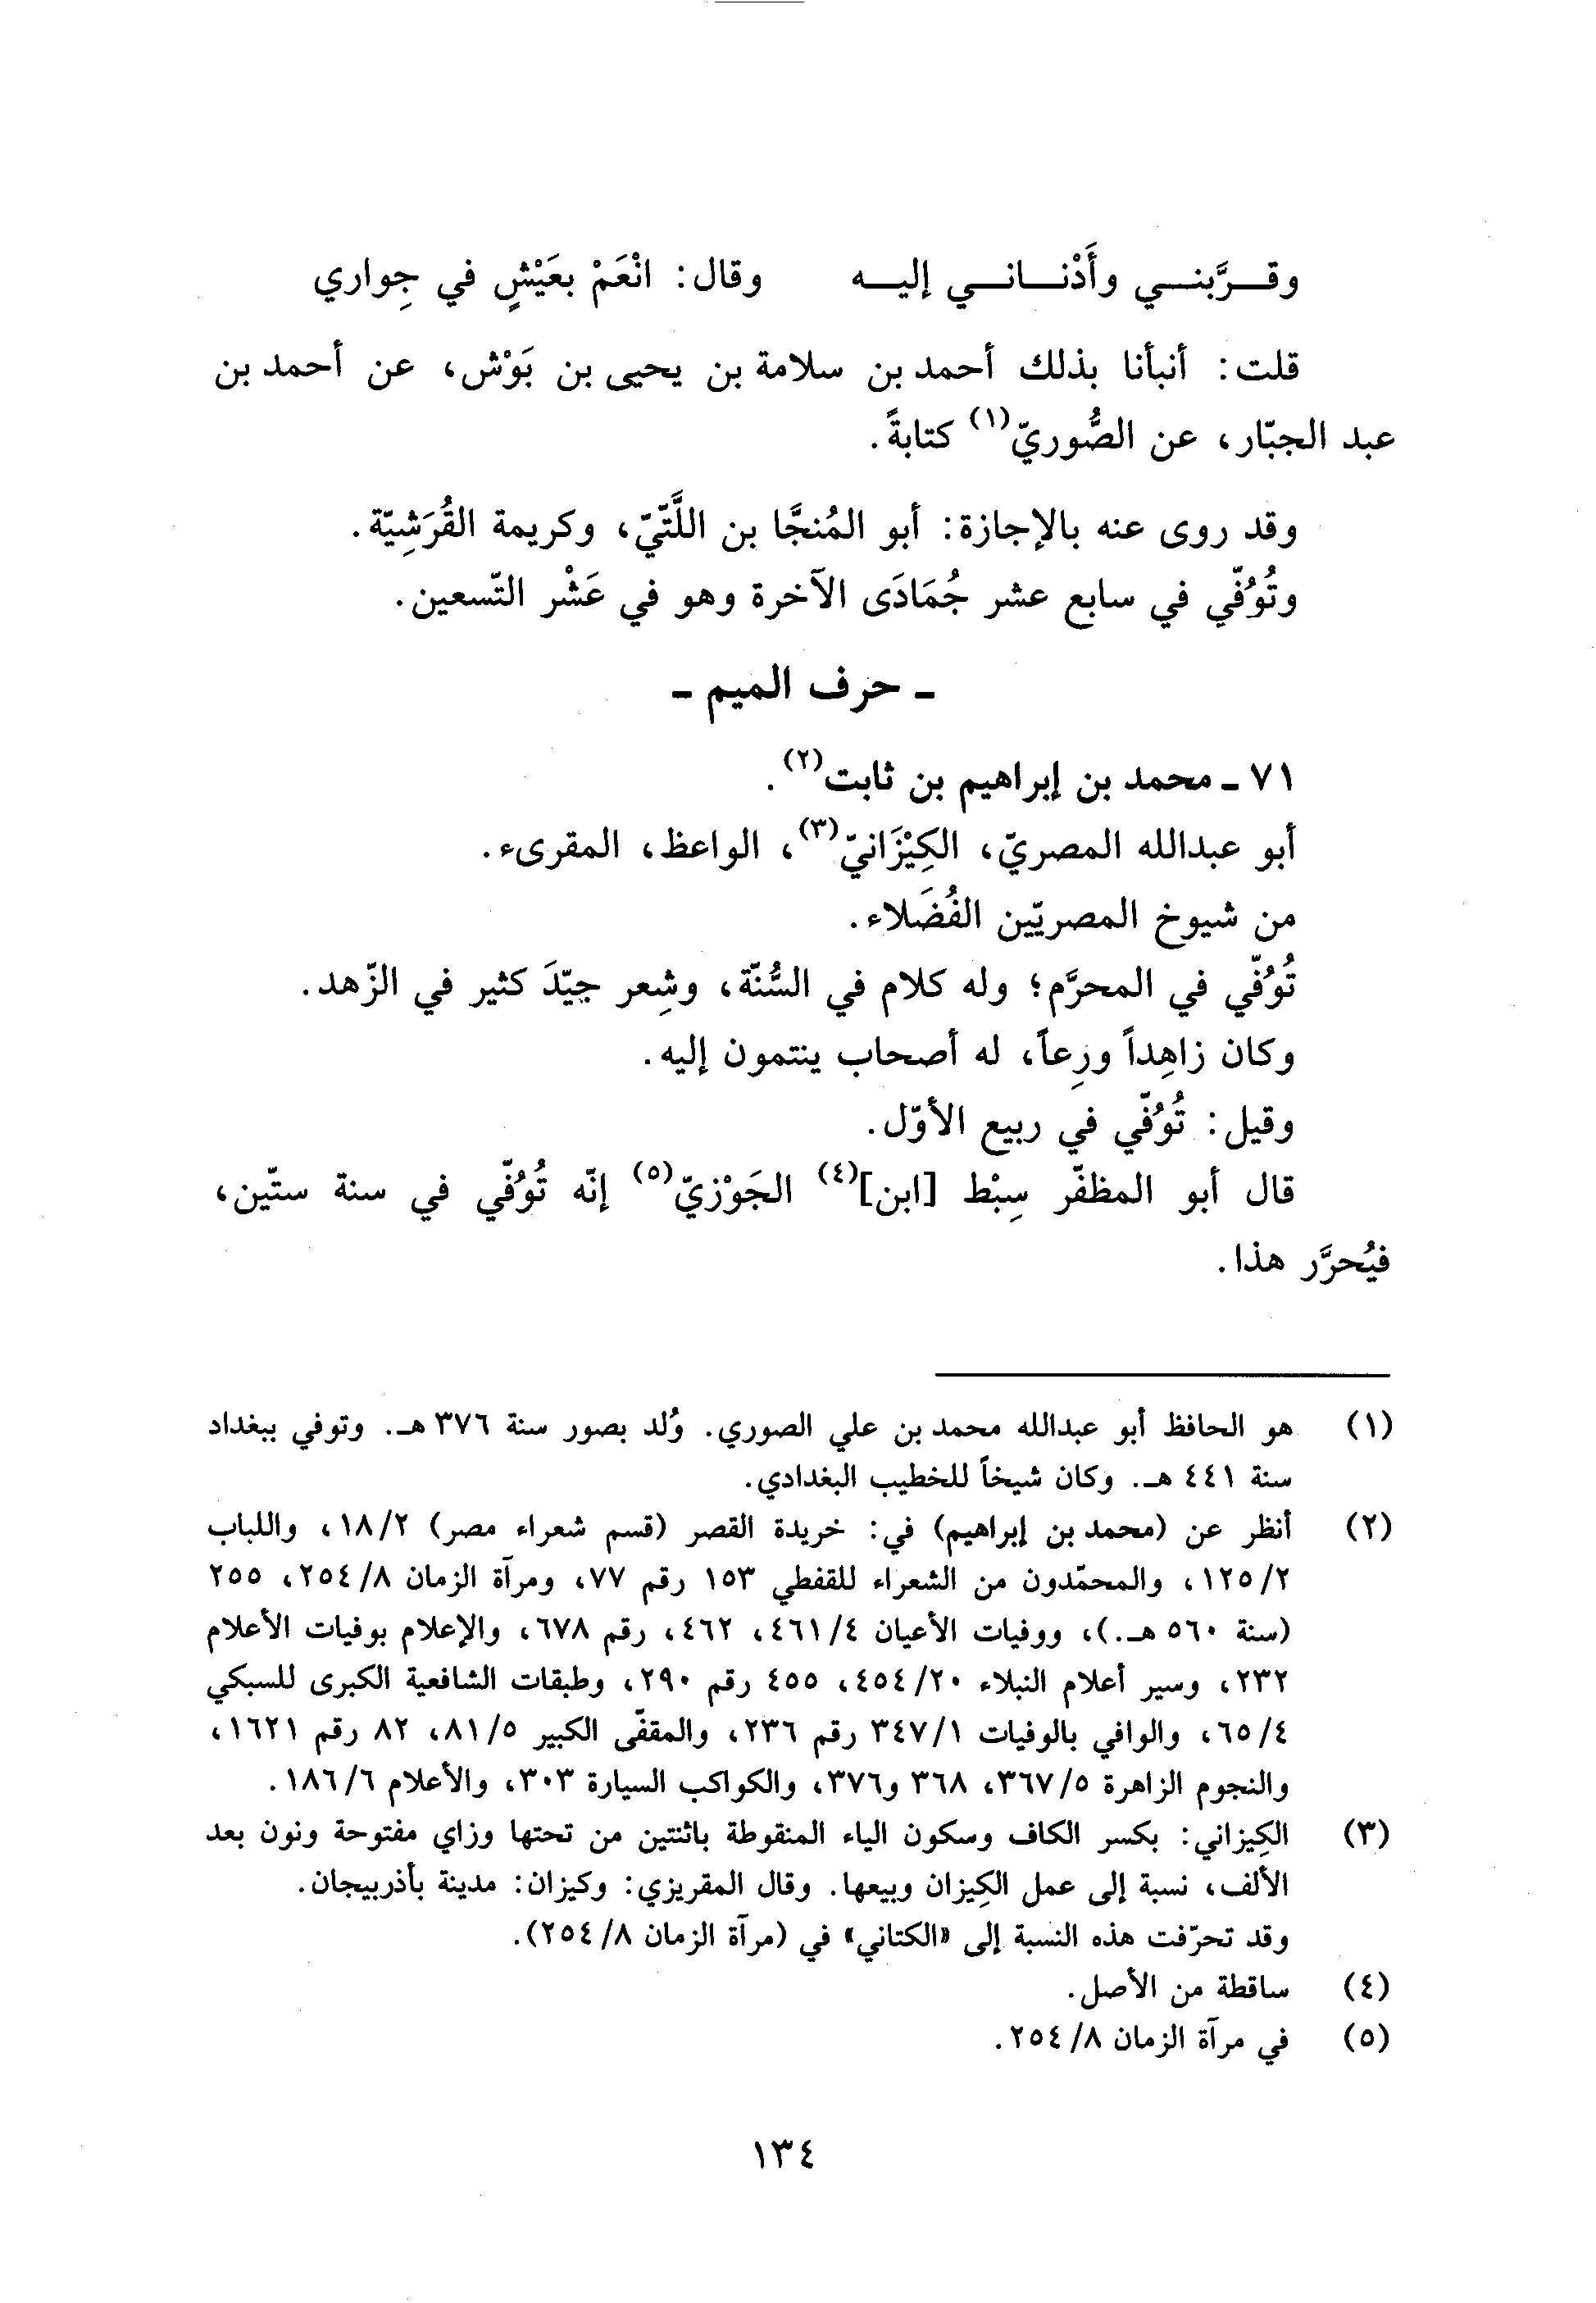 وقـــرَّبنـــي وأَدْنـــانـــي إليـــه وقال: انْعَمْ بعَيْشٍ في جِواري
قلت: أنبأنا بذلك أحمد بن سلامة بن يحيى بن بَوْش، عن أحمد بن
عبد الجبّار، عن الصُّوريّ(١) كتابةً.
وقد روى عنه بالإجازة: أبو المُنجَّا بن اللَّتّيّ، وكريمة القُرَشِيّة.
وتُوُفّي في سابع عشر جُمَادَى الآخرة وهو في عَشْر التّسعين.
ـ حرف الميم ـ
٧١ ـ محمد بن إبراهيم بن ثابت(٢).
أبو عبدالله المصريّ، الكِيْزَانيّ(٣)، الواعظ، المقرىء.
من شيوخ المصريّين الفُضَلاء.
تُوُفّي في المحرَّم؛ وله كلام في السُّنّة، وشِعر جيّدَ كثير في الزّهد.
وكان زاهِداً ورِعاً، له أصحاب ينتمون إليه.
وقيل: تُوُفّي في ربيع الأوّل.
قال أبو المظفّر سِبْط [ابن](٤) الجَوْزيّ(٥) إنّه تُوُفّي في سنة ستّين،
فيُحرَّر هذا.
(١) هو الحافظ أبو عبدالله محمد بن علي الصوري. وُلد بصور سنة ٣٧٦ هـ. وتوفي ببغداد
سنة ٤٤١ هـ. وكان شيخاً للخطيب البغدادي.
(٢) أنظر عن (محمد بن إبراهيم) في: خريدة القصر (قسم شعراء مصر) ١٨/٢، واللباب
١٢٥/٢، والمحمّدون من الشعراء للقفطي ١٥٣ رقم ٧٧، ومرآة الزمان ٢٥٤/٨، ٢٥٥
(سنة ٥٦٠ هـ.)، ووفيات الأعيان ٤٦١/٤، ٤٦٢، رقم ٦٧٨، والإعلام بوفيات الأعلام
٢٣٢، وسير أعلام النبلاء ٤٥٤/٢٠، ٤٥٥ رقم ٢٩٠، وطبقات الشافعية الكبرى للسبكي
٦٥/٤، والوافي بالوفيات ٣٤٧/١ رقم ٢٣٦، والمقفّى الكبير ٨١/٥، ٨٢ رقم ١٦٢١،
والنجوم الزاهرة ٣٦٧/٥، ٣٦٨ و٣٧٦، والكواكب السيارة ٣٠٣، والأعلام ١٨٦/٦.
(٣) الكِيزاني: بكسر الكاف وسكون الياء المنقوطة باثنتين من تحتها وزاي مفتوحة ونون بعد
الألف، نسبة إلى عمل الكِيزان وبيعها. وقال المقريزي: وكيزان: مدينة بأذربيجان.
وقد تحرّفت هذه النسبة إلى «الكتاني» في (مرآة الزمان ٢٥٤/٨).
(٤) ساقطة من الأصل.
(٥) في مرآة الزمان ٢٥٤/٨.
١٣٤